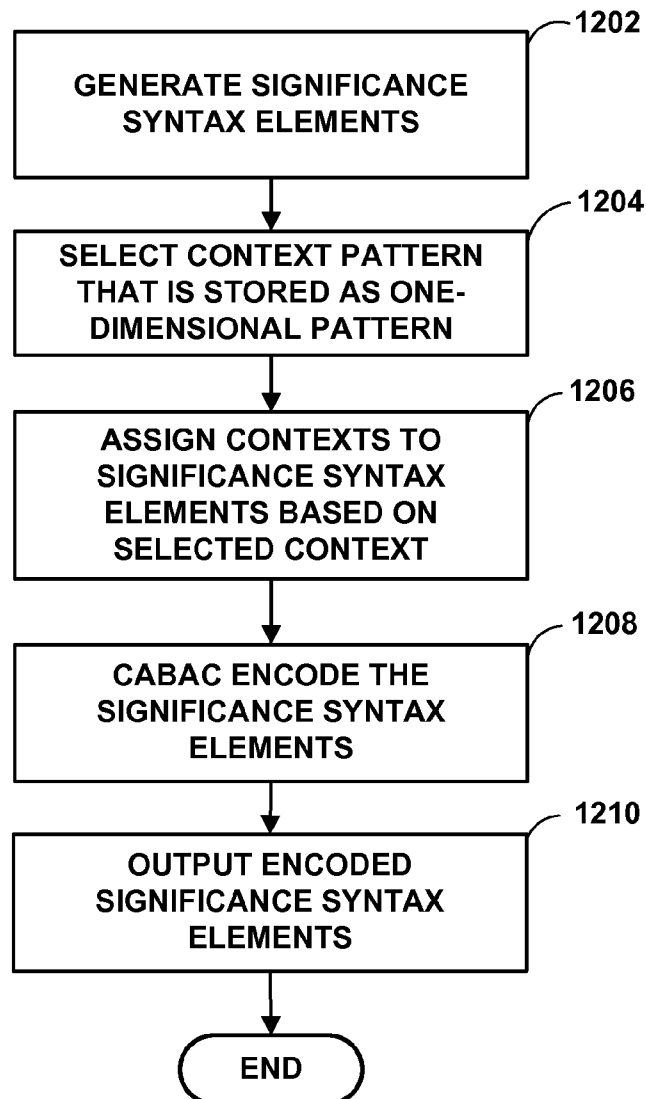 1202
GENERATE SIGNIFICANCE
SYNTAX ELEMENTS
1204
SELECT CONTEXT PATTERN
THAT IS STORED AS ONE-
DIMENSIONAL PATTERN
1206
ASSIGN CONTEXTS TO
SIGNIFICANCE SYNTAX
ELEMENTS BASED ON
SELECTED CONTEXT
1208
CABAC ENCODE THE
SIGNIFICANCE SYNTAX
ELEMENTS
1210
OUTPUT ENCODED
SIGNIFICANCE SYNTAX
ELEMENTS
END